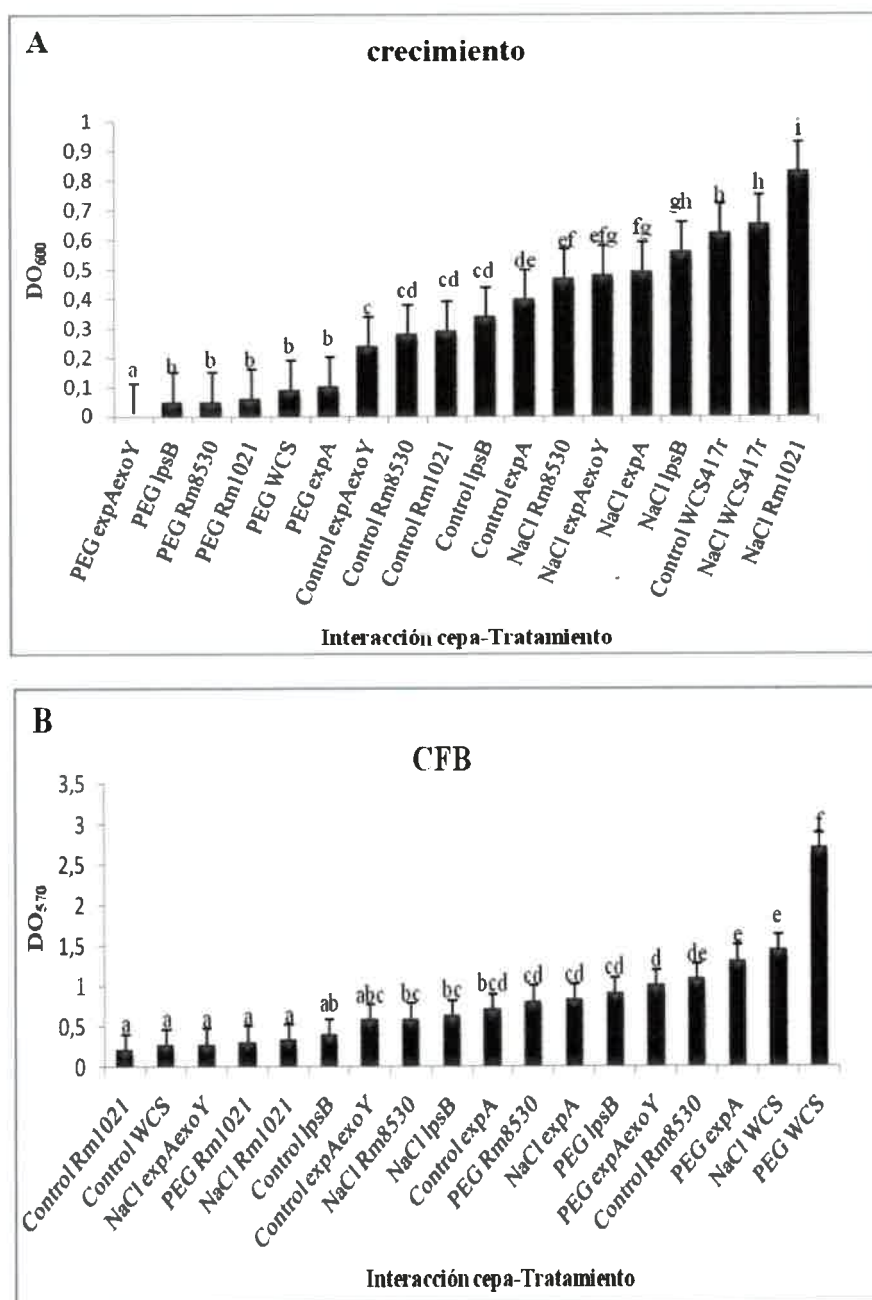 A
crecimiento
1
0,9
0,8
0,7
0,6
0,5
0,4
0,3
0,2
0,1
0
DO600
a
b
b
b
b
b
c
cd
cd
cd
de
ef
efg
fg
gh
h
h
i
PEG expAexoY
PEG lpsB
PEG Rm8530
PEG Rm1021
PEG WCS
PEG expA
Control expAexoY
Control Rm8530
Control Rm1021
Control lpsB
Control expA
NaCl Rm8530
NaCl expAexoY
NaCl expA
NaCl lpsB
Control WCS417r
NaCl WCS417r
NaCl Rm1021
Interacción cepa-Tratamiento
B
CFB
3,5
3
2,5
2
1,5
1
0,5
0
DO570
a
a
a
a
a
ab
abc
bc
bc
bcd
cd
cd
cd
d
de
e
e
f
Control Rm1021
Control WCS
NaCl expAexoY
PEG Rm1021
NaCl Rm1021
Control lpsB
Control expAexoY
NaCl Rm8530
NaCl lpsB
Control expA
PEG Rm8530
NaCl expA
PEG lpsB
PEG expAexoY
Control Rm8530
PEG expA
NaCl WCS
PEG WCS
Interacción cepa-Tratamiento